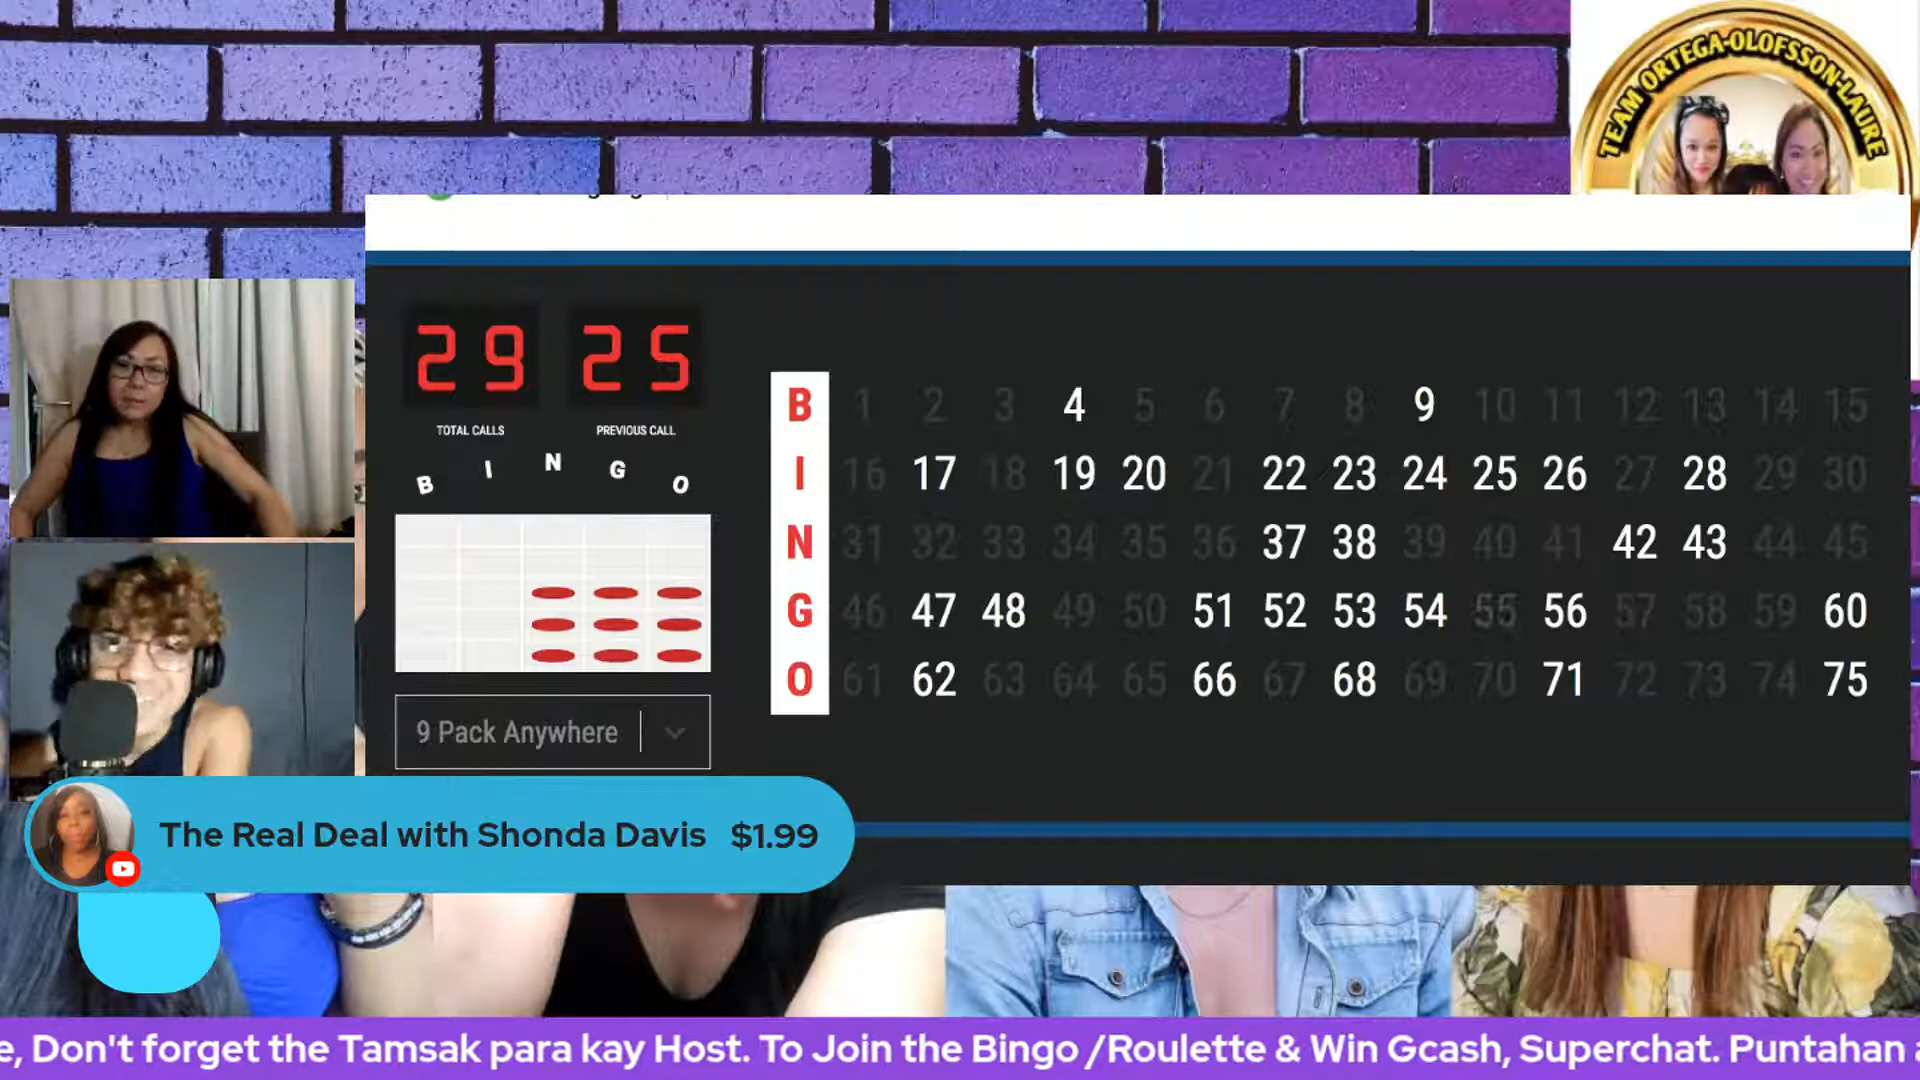 TEAM ORTEGA-OLOFSSON-LAURE
29 25
TOTAL CALLS PREVIOUS CALL
B I N G O
9 Pack Anywhere
B 1 2 3 4 5 6 7 8 9 10 11 12 13 14 15
I 16 17 18 19 20 21 22 23 24 25 26 27 28 29 30
N 31 32 33 34 35 36 37 38 39 40 41 42 43 44 45
G 46 47 48 49 50 51 52 53 54 55 56 57 58 59 60
O 61 62 63 64 65 66 67 68 69 70 71 72 73 74 75
The Real Deal with Shonda Davis $1.99
e, Don't forget the Tamsak para kay Host. To Join the Bingo /Roulette & Win Gcash, Superchat. Puntahan